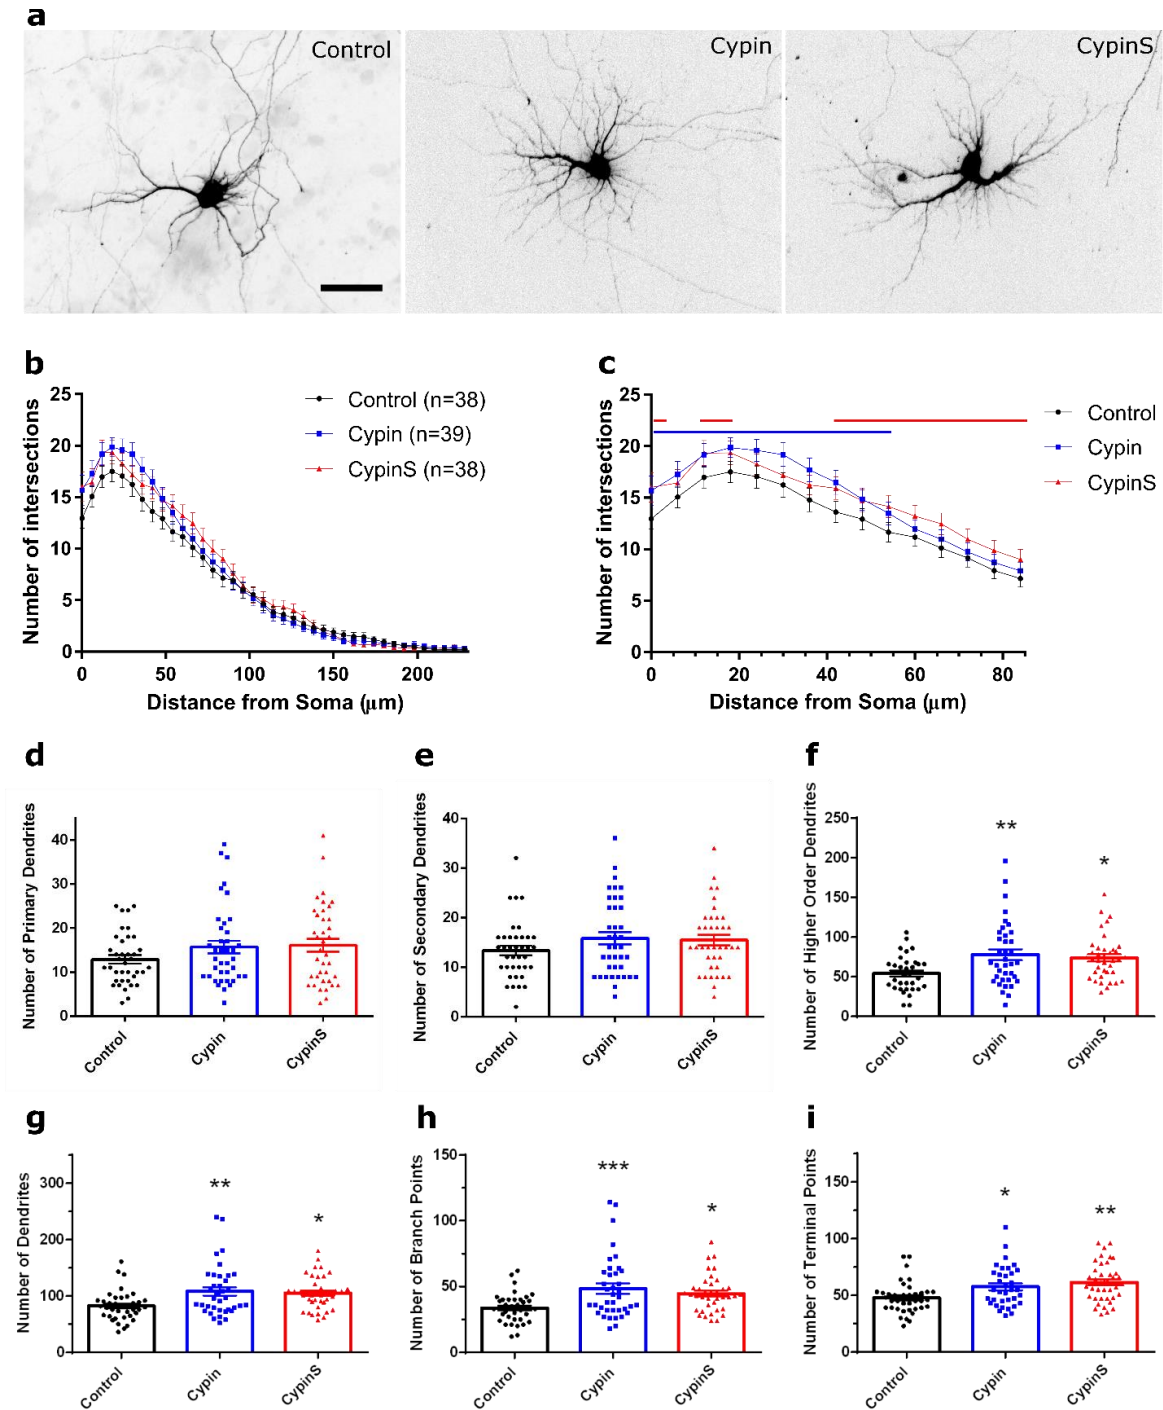 a
Control
Cypin
CypinS
b
25
20
15
10
5
0
Number of intersections
0 50 100 150 200
Distance from Soma (μm)
Control (n=38)
Cypin (n=39)
CypinS (n=38)
c
25
20
15
10
5
0
Number of intersections
0 20 40 60 80
Distance from Soma (μm)
Control
Cypin
CypinS
d
Number of Primary Dendrites
40
30
20
10
0
Control
Cypin
CypinS
e
Number of Secondary Dendrites
40
30
20
10
0
Control
Cypin
CypinS
f
Number of Higher Order Dendrites
250
200
150
100
50
0
**
*
Control
Cypin
CypinS
g
Number of Dendrites
300
200
100
0
**
*
Control
Cypin
CypinS
h
Number of Branch Points
150
100
50
0
***
*
Control
Cypin
CypinS
i
Number of Terminal Points
150
100
50
0
*
**
Control
Cypin
CypinS